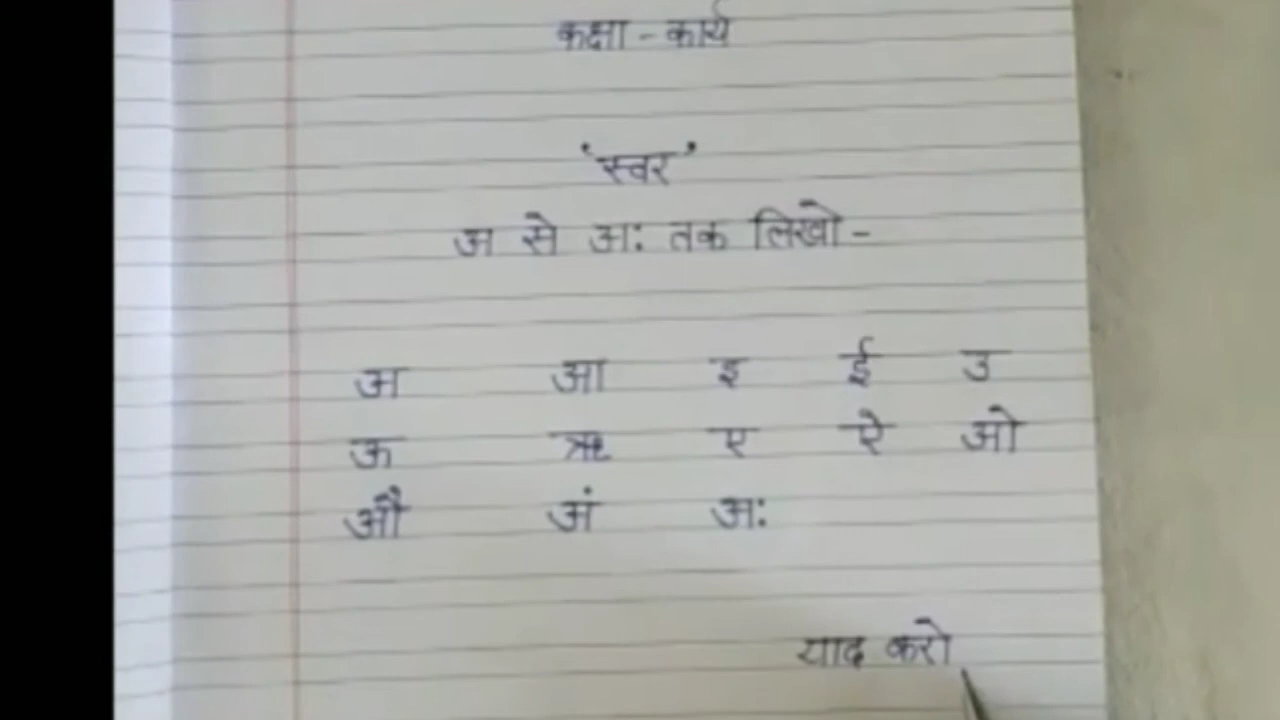 कक्षा - कार्य
'स्वर'
अ से अः तक लिखो -
अ आ इ ई उ
ऊ ऋ ए ऐ ओ
औ अं अः
याद करो